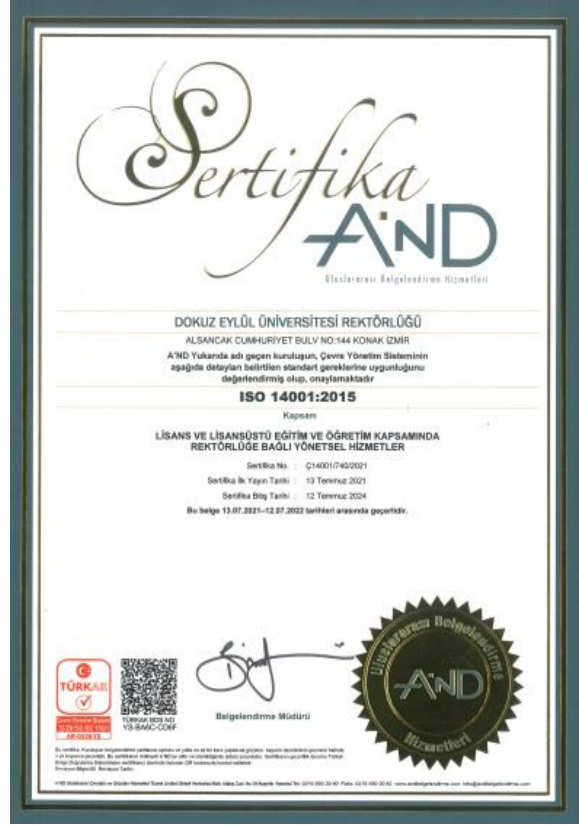 Sertifika
A'ND
Uluslararası Belgelendirme Hizmetleri
DOKUZ EYLÜL ÜNİVERSİTESİ REKTÖRLÜĞÜ
ALSANCAK CUMHURİYET BULV NO:144 KONAK İZMİR
A'ND Yukarıda adı geçen kuruluşun, Çevre Yönetim Sisteminin
aşağıda detayları belirtilen standart gereklerine uygunluğunu
değerlendirmiş olup, onaylamaktadır
ISO 14001:2015
Kapsam
LİSANS VE LİSANSÜSTÜ EĞİTİM VE ÖĞRETİM KAPSAMINDA
REKTÖRLÜĞE BAĞLI YÖNETSEL HİZMETLER
Sertifika No. : Ç14001/740/2021
Sertifika İlk Yayın Tarihi : 13 Temmuz 2021
Sertifika Bitiş Tarihi : 12 Temmuz 2024
Bu belge 13.07.2021–12.07.2022 tarihleri arasında geçerlidir.
Uluslararası Belgelendirme
A'ND
Hizmetleri
TÜRKAK
TÜRKAK BDS NO
YS-BA6C-CD6F
Belgelendirme Müdürü